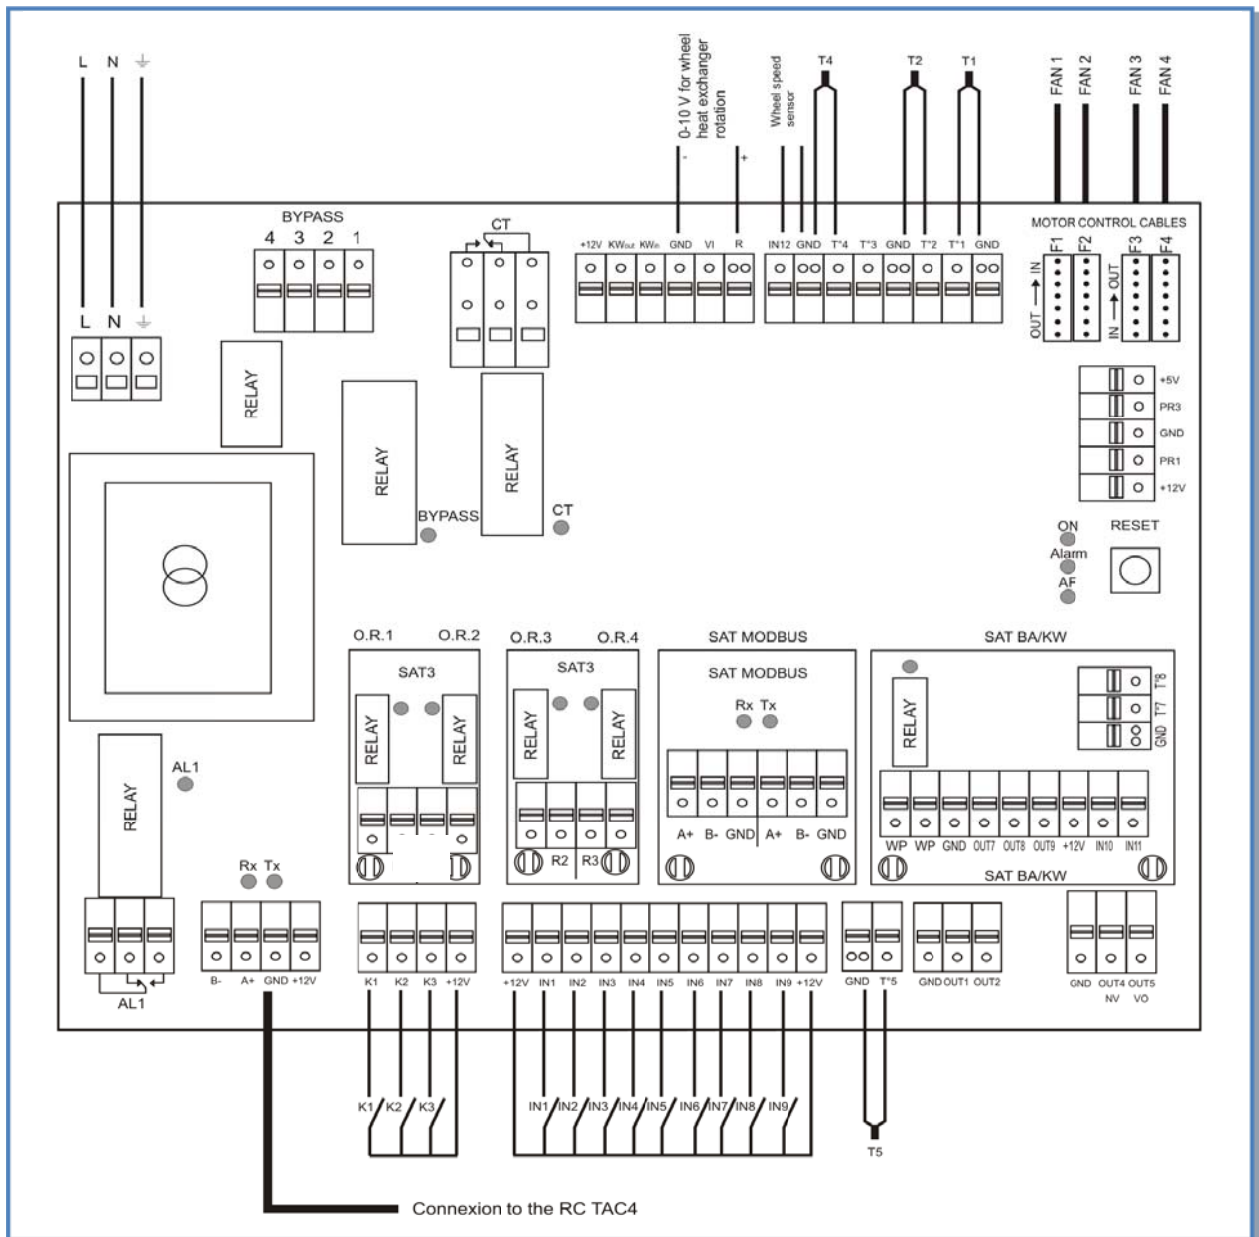 L N
0-10 V for wheel
heat exchanger
rotation
- +
Wheel speed
sensor
T4
T2
T1
FAN 1
FAN 2
FAN 3
FAN 4
BYPASS
4 3 2 1
CT
+12V KWout KWin GND VI R
IN12 GND T°4 T°3 GND T°2 T°1 GND
MOTOR CONTROL CABLES
F1 F2 F3 F4
OUT → IN
IN → OUT
L N
RELAY
RELAY
RELAY
BYPASS
CT
+5V
PR3
GND
PR1
+12V
ON
Alarm
AF
RESET
O.R.1 O.R.2
SAT3
RELAY RELAY
O.R.3 O.R.4
SAT3
RELAY RELAY
R2 R3
SAT MODBUS
SAT MODBUS
Rx Tx
A+ B- GND A+ B- GND
SAT BA/KW
RELAY
T°8
T°7
GND
WP WP GND OUT7 OUT8 OUT9 +12V IN10 IN11
SAT BA/KW
RELAY
AL1
Rx Tx
AL1
B- A+ GND +12V
K1 K2 K3 +12V
+12V IN1 IN2 IN3 IN4 IN5 IN6 IN7 IN8 IN9 +12V
GND T°5
GND OUT1 OUT2
GND OUT4 OUT5
NV VO
K1 K2 K3
IN1 IN2 IN3 IN4 IN5 IN6 IN7 IN8 IN9
T5
Connexion to the RC TAC4